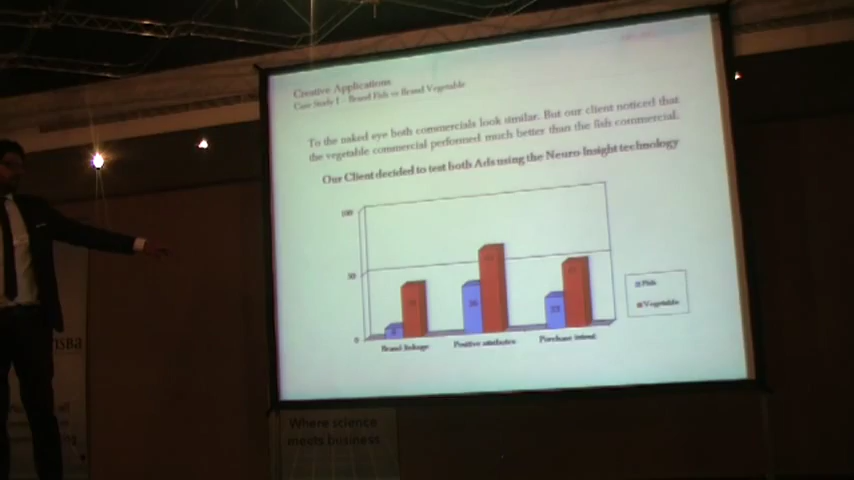 Creative Applications
Case Study 1 – Brand Fish vs Brand Vegetable
To the naked eye both commercials look similar. But our client noticed that
the vegetable commercial performed much better than the fish commercial.
Our Client decided to test both Ads using the Neuro-Insight technology
100
50
0
Brand linkage
Positive attributes
Purchase intent
Fish
Vegetable
Where science
meets business